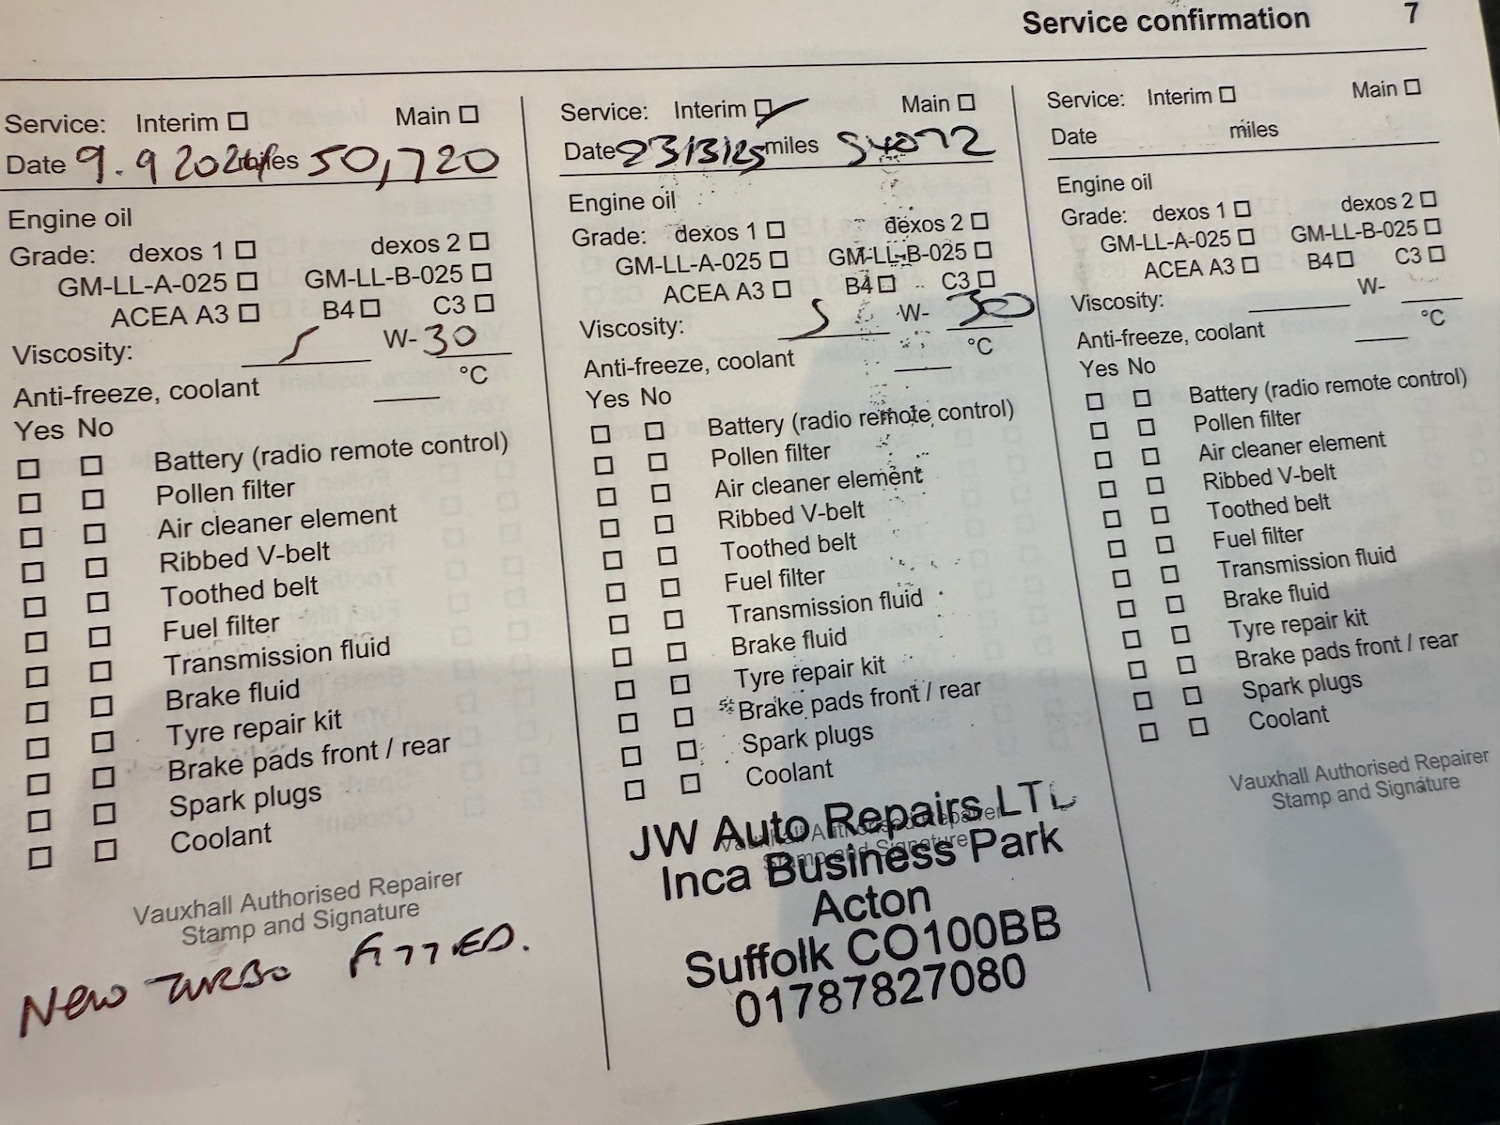 Service confirmation 7
Service: Interim Main
Date 9.9 2024 miles 50,720
Engine oil
Grade: dexos 1 dexos 2
GM-LL-A-025 GM-LL-B-025
ACEA A3 B4 C3
Viscosity: 5 W-30
°C
Anti-freeze, coolant
Yes No
Battery (radio remote control)
Pollen filter
Air cleaner element
Ribbed V-belt
Toothed belt
Fuel filter
Transmission fluid
Brake fluid
Tyre repair kit
Brake pads front / rear
Spark plugs
Coolant
Vauxhall Authorised Repairer
Stamp and Signature
NEW TURBO FITTED.
Service: Interim Main
Date 23/3/25 miles 54072
Engine oil
Grade: dexos 1 dexos 2
GM-LL-A-025 GM-LL-B-025
ACEA A3 B4 C3
Viscosity: 5 W- 30
°C
Anti-freeze, coolant
Yes No
Battery (radio remote control)
Pollen filter
Air cleaner element
Ribbed V-belt
Toothed belt
Fuel filter
Transmission fluid
Brake fluid
Tyre repair kit
Brake pads front / rear
Spark plugs
Coolant
Vauxhall Authorised Repairer
Stamp and Signature
JW Auto Repairs LTD
Inca Business Park
Acton
Suffolk CO100BB
01787827080
Service: Interim Main
Date miles
Engine oil
Grade: dexos 1 dexos 2
GM-LL-A-025 GM-LL-B-025
ACEA A3 B4 C3
Viscosity: W-
°C
Anti-freeze, coolant
Yes No
Battery (radio remote control)
Pollen filter
Air cleaner element
Ribbed V-belt
Toothed belt
Fuel filter
Transmission fluid
Brake fluid
Tyre repair kit
Brake pads front / rear
Spark plugs
Coolant
Vauxhall Authorised Repairer
Stamp and Signature